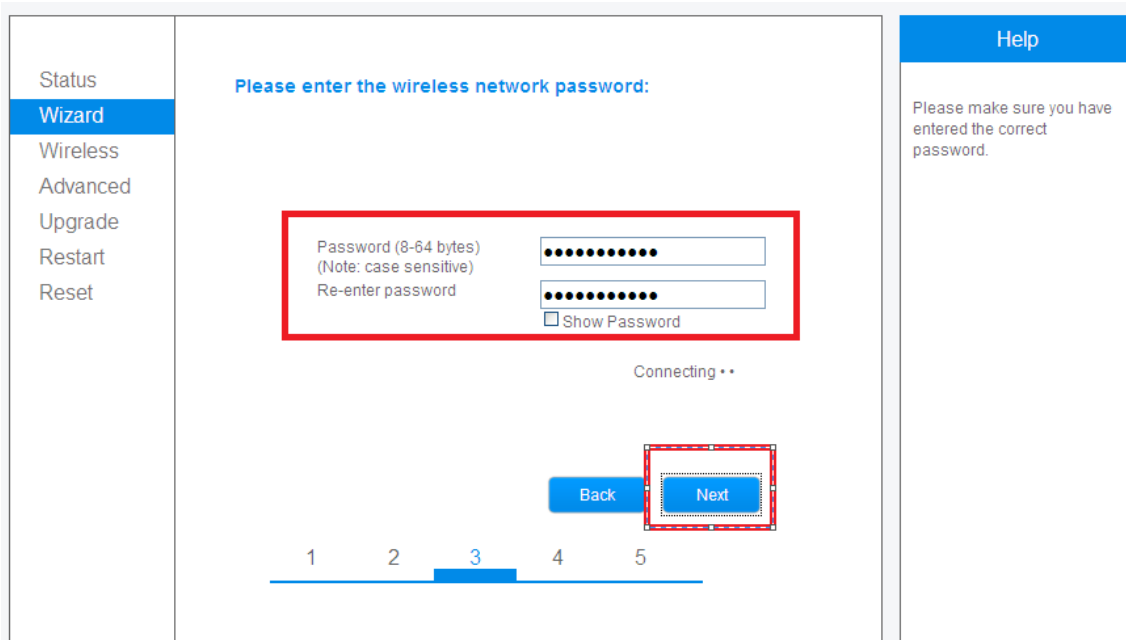 Status
Wizard
Wireless
Advanced
Upgrade
Restart
Reset
Please enter the wireless network password:
Password (8-64 bytes)
(Note: case sensitive)
●●●●●●●●●●●
Re-enter password
●●●●●●●●●●●
Show Password
Connecting • •
Back
Next
1 2 3 4 5
Help
Please make sure you have
entered the correct
password.